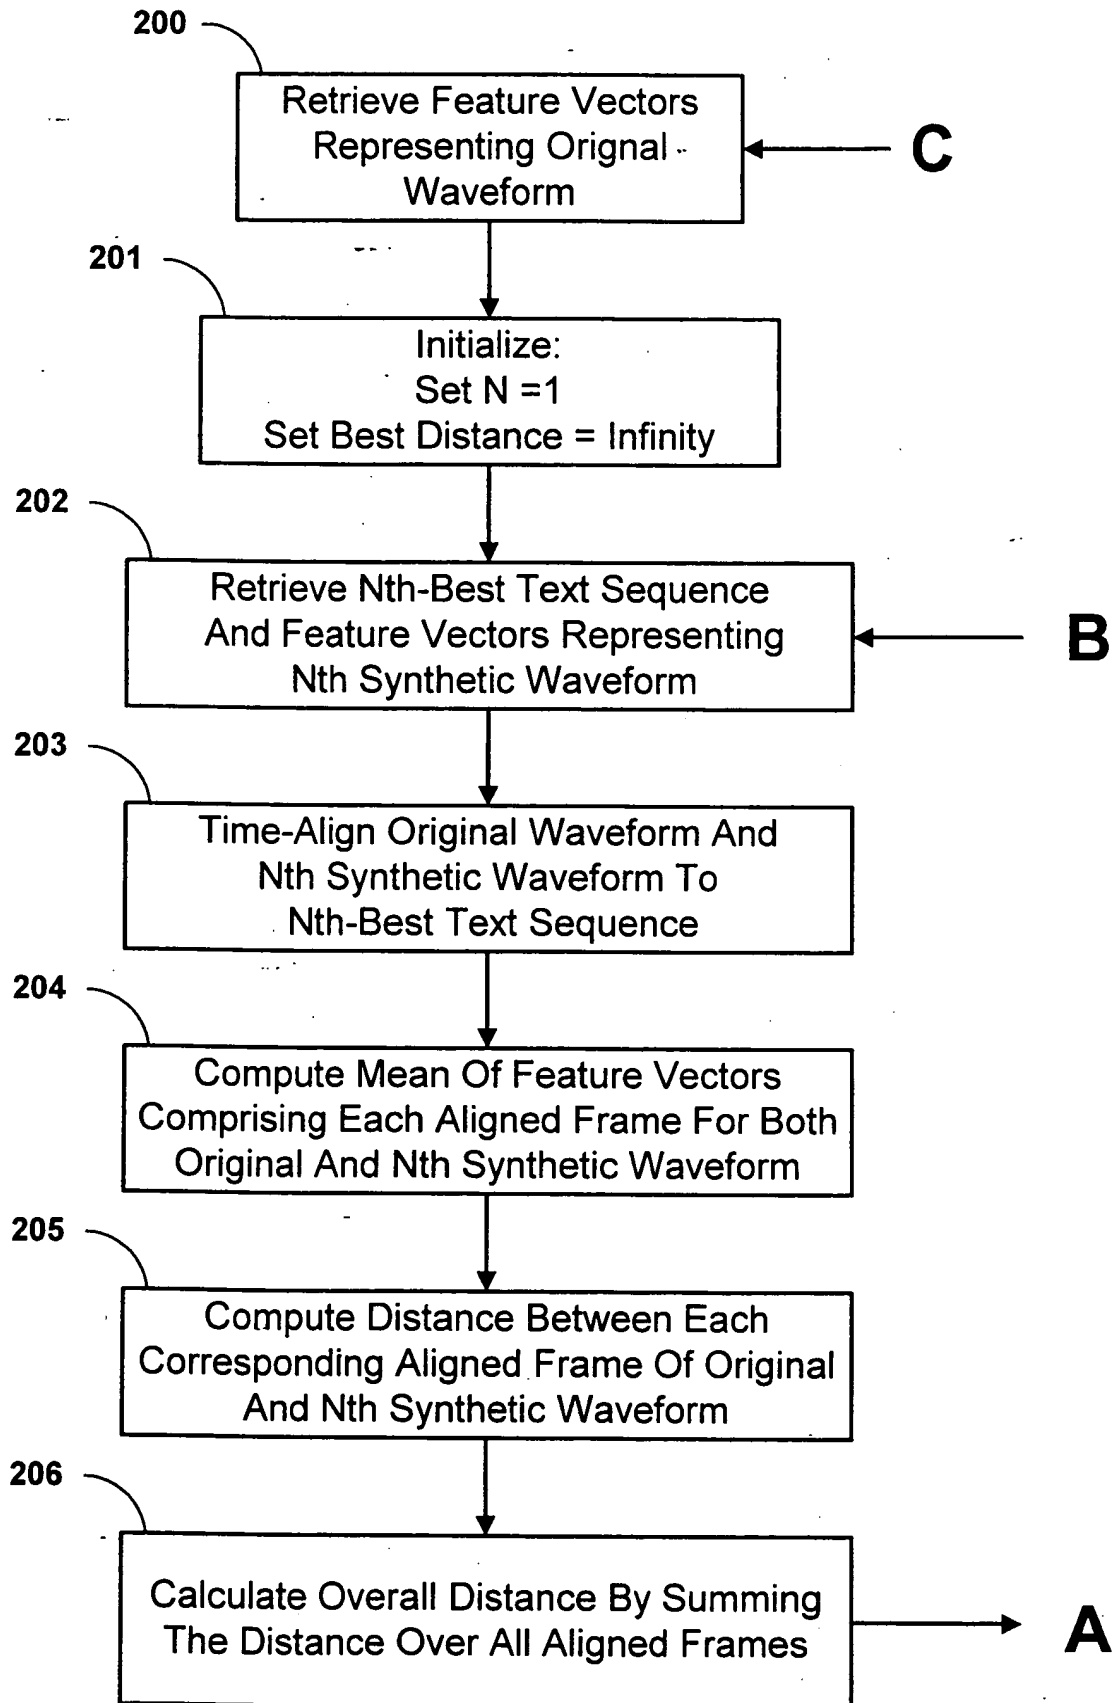 200
Retrieve Feature Vectors
Representing Orignal
Waveform
C
201
Initialize:
Set N =1
Set Best Distance = Infinity
202
Retrieve Nth-Best Text Sequence
And Feature Vectors Representing
Nth Synthetic Waveform
B
203
Time-Align Original Waveform And
Nth Synthetic Waveform To
Nth-Best Text Sequence
204
Compute Mean Of Feature Vectors
Comprising Each Aligned Frame For Both
Original And Nth Synthetic Waveform
205
Compute Distance Between Each
Corresponding Aligned Frame Of Original
And Nth Synthetic Waveform
206
Calculate Overall Distance By Summing
The Distance Over All Aligned Frames
A